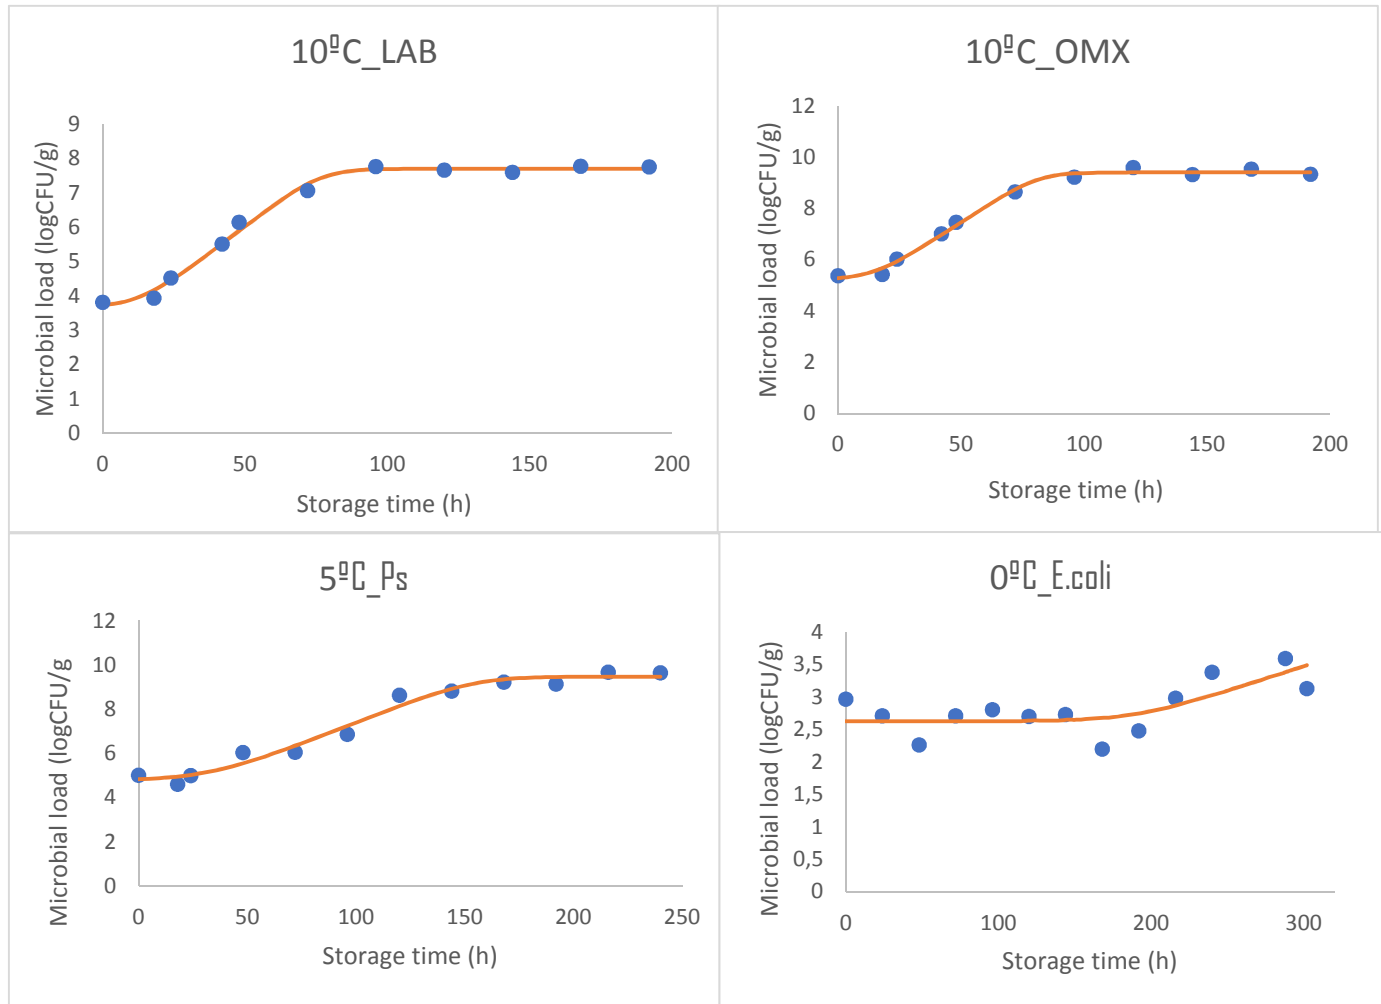 10ºC_LAB
Microbial load (logCFU/g)
9
8
7
6
5
4
3
2
1
0
0 50 100 150 200
Storage time (h)
10ºC_OMX
Microbial load (logCFU/g)
12
10
8
6
4
2
0
0 50 100 150 200
Storage time (h)
5ºC_Ps
Microbial load (logCFU/g
12
10
8
6
4
2
0
0 50 100 150 200 250
Storage time (h)
0ºC_E.coli
Microbial load (logCFU/g)
4
3,5
3
2,5
2
1,5
1
0,5
0
0 100 200 300
Storage time (h)